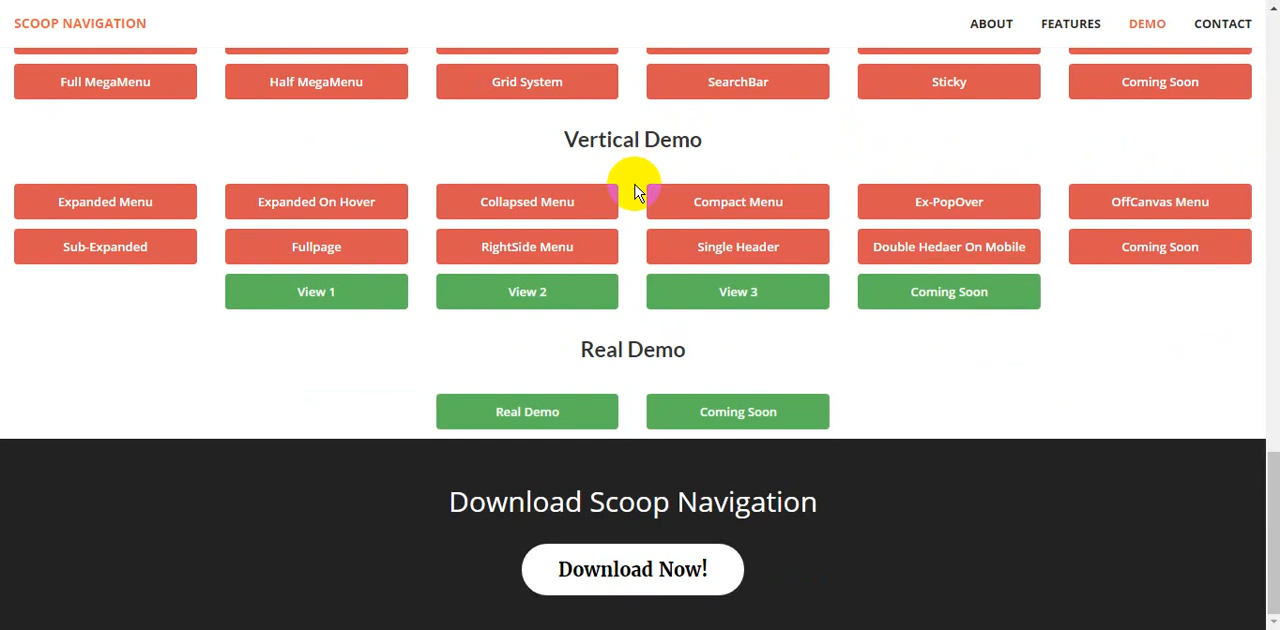 SCOOP NAVIGATION ABOUT FEATURES DEMO CONTACT
Full MegaMenu Half MegaMenu Grid System SearchBar Sticky Coming Soon
Vertical Demo
Expanded Menu Expanded On Hover Collapsed Menu Compact Menu Ex-PopOver OffCanvas Menu
Sub-Expanded Fullpage RightSide Menu Single Header Double Hedaer On Mobile Coming Soon
View 1 View 2 View 3 Coming Soon
Real Demo
Real Demo Coming Soon
Download Scoop Navigation
Download Now!